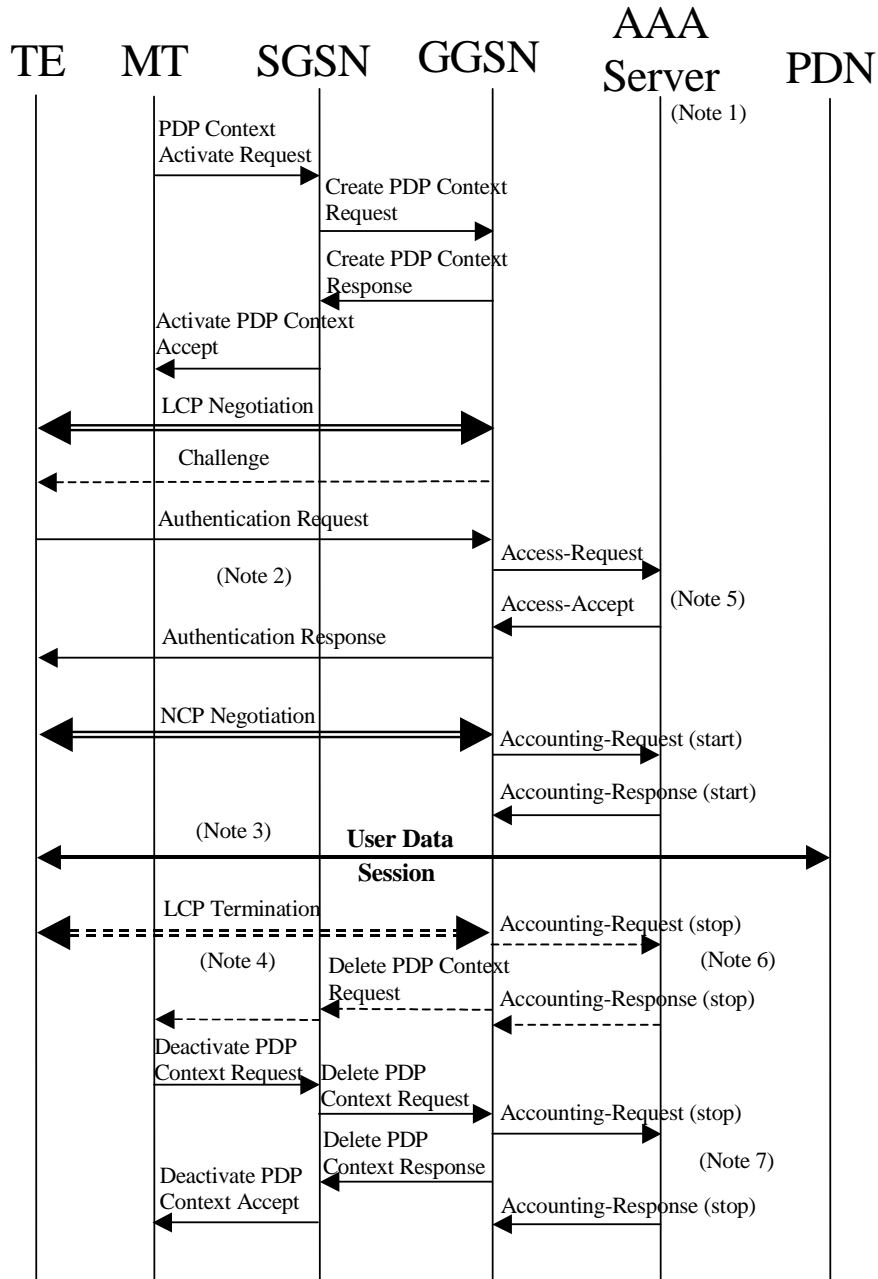 TE MT SGSN GGSN AAA Server PDN
(Note 1)
PDP Context
Activate Request
Create PDP Context
Request
Create PDP Context
Response
Activate PDP Context
Accept
LCP Negotiation
Challenge
Authentication Request
Access-Request
(Note 2)
Access-Accept
(Note 5)
Authentication Response
NCP Negotiation
Accounting-Request (start)
Accounting-Response (start)
(Note 3)
User Data
Session
LCP Termination
Accounting-Request (stop)
(Note 4)
(Note 6)
Delete PDP Context
Request
Accounting-Response (stop)
Deactivate PDP
Context Request
Delete PDP
Context Request
Accounting-Request (stop)
Delete PDP
Context Response
(Note 7)
Deactivate PDP
Context Accept
Accounting-Response (stop)